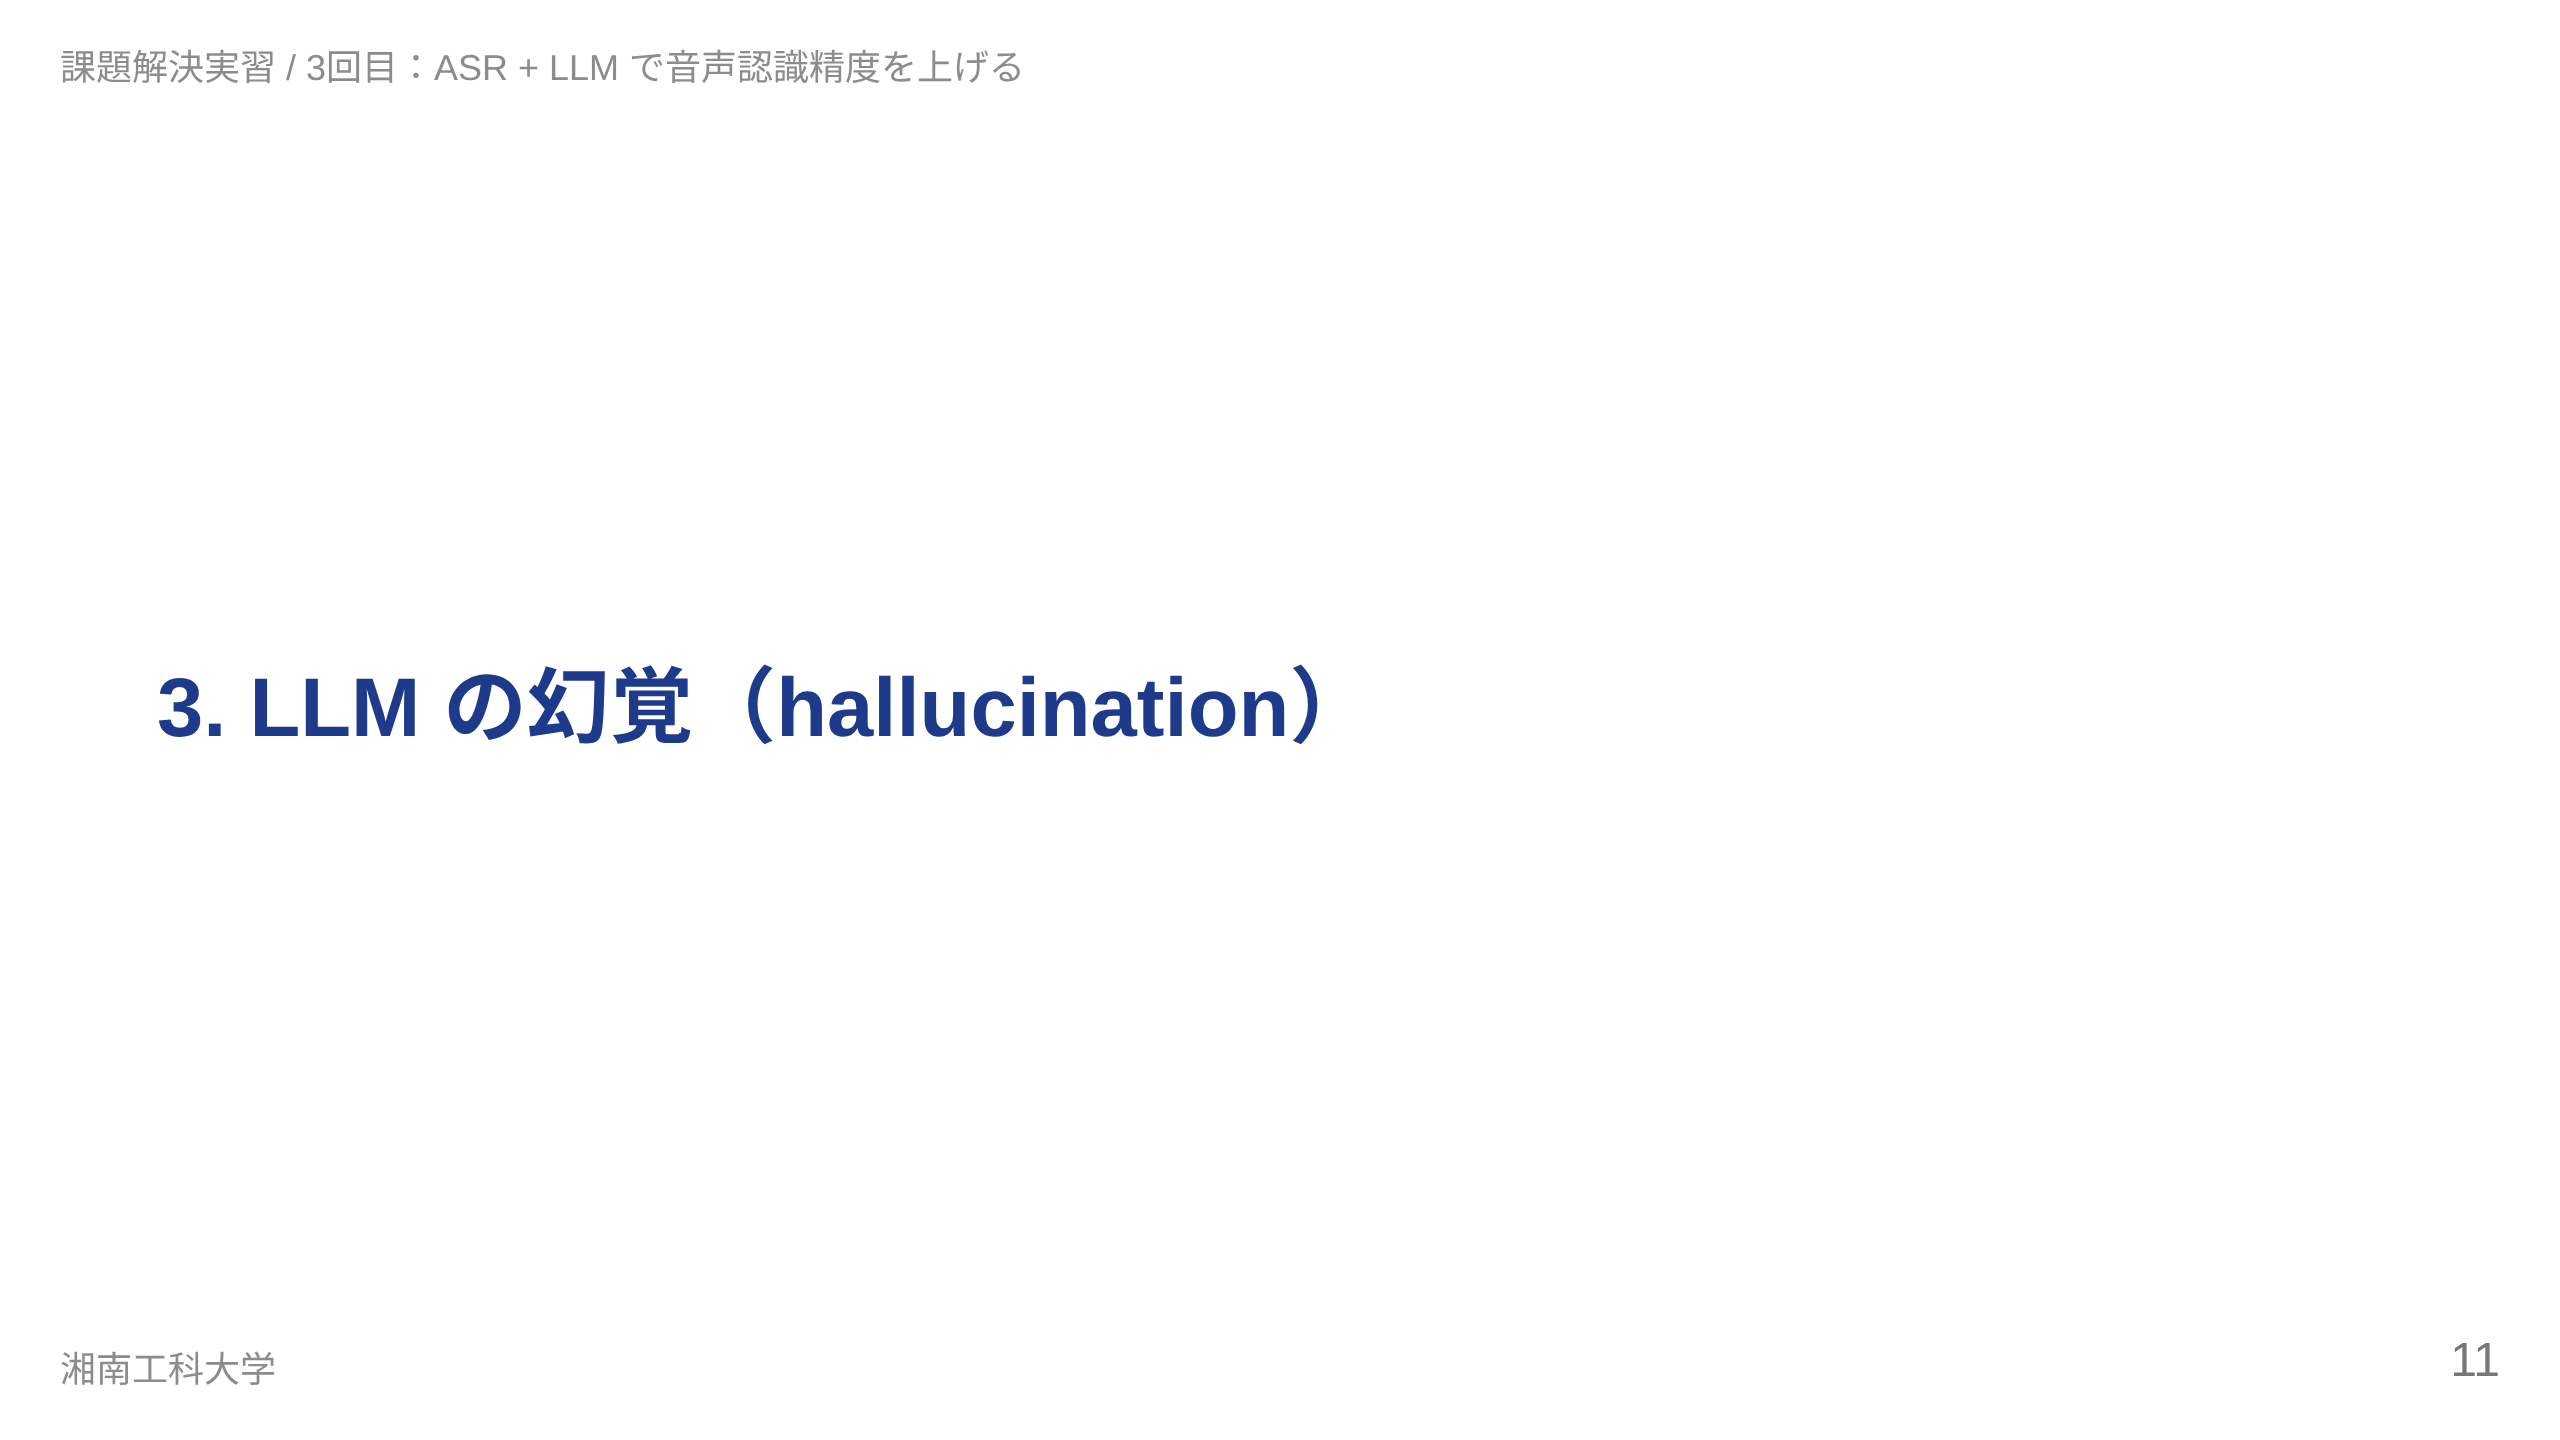 課題解決実習 / 3回目：ASR + LLM で音声認識精度を上げる
3. LLM の幻覚（hallucination）
湘南工科大学
11